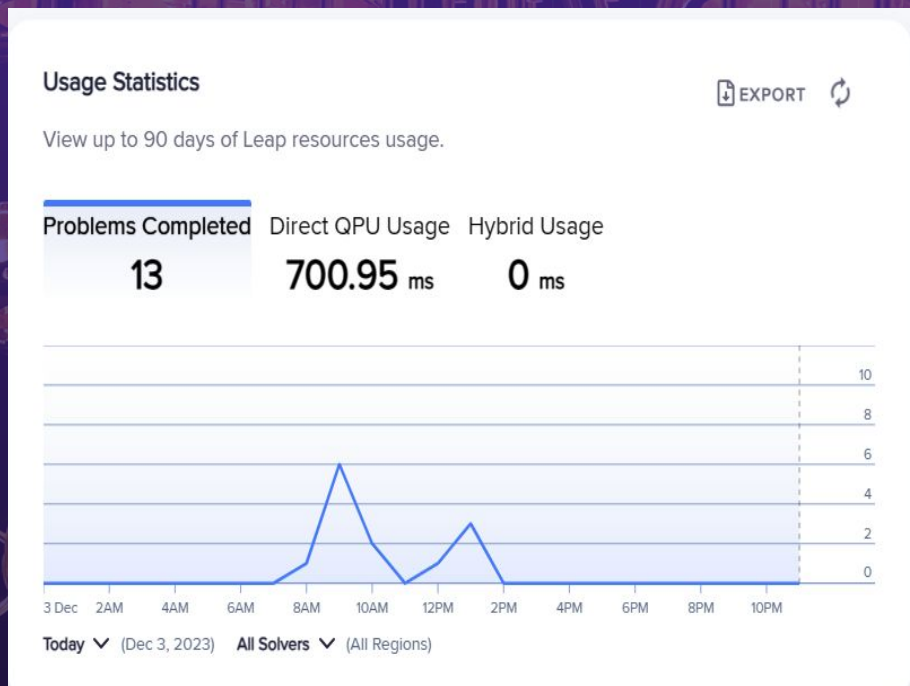 Usage Statistics
EXPORT
View up to 90 days of Leap resources usage.
Problems Completed Direct QPU Usage Hybrid Usage
13 700.95 ms 0 ms
10
8
6
4
2
0
3 Dec 2AM 4AM 6AM 8AM 10AM 12PM 2PM 4PM 6PM 8PM 10PM
Today (Dec 3, 2023) All Solvers (All Regions)